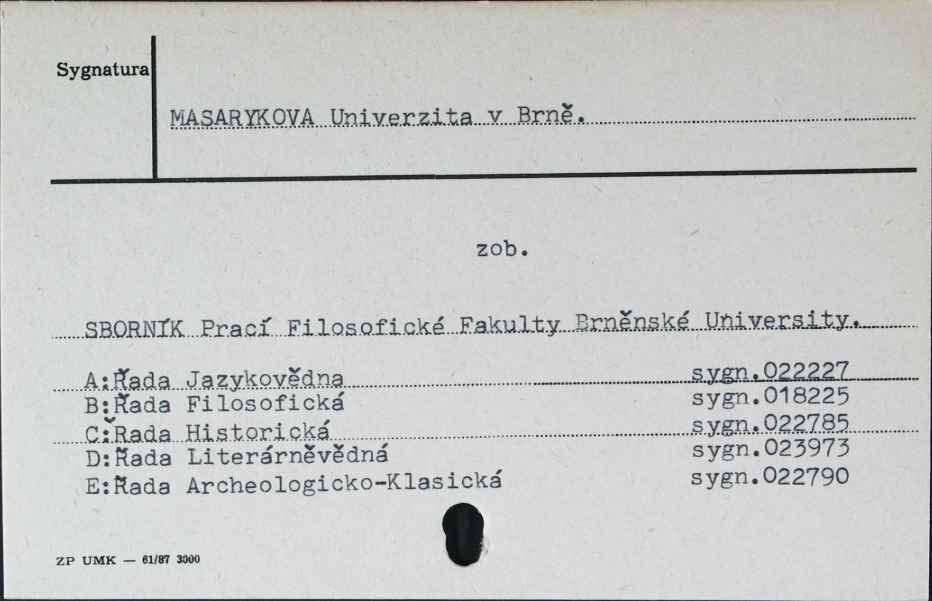 Sygnatura
MASARYKOVA Univerzita v Brně.
zob.
SBORNÍK Prací Filosofické Fakulty Brněnské University.
A:Řada Jazykovědna sygn.022227
B:Řada Filosofická sygn.018225
C:Řada Historická sygn.022785
D:Řada Literárněvědná sygn.023973
E:Řada Archeologicko-Klasická sygn.022790
ZP UMK — 61/87 3000